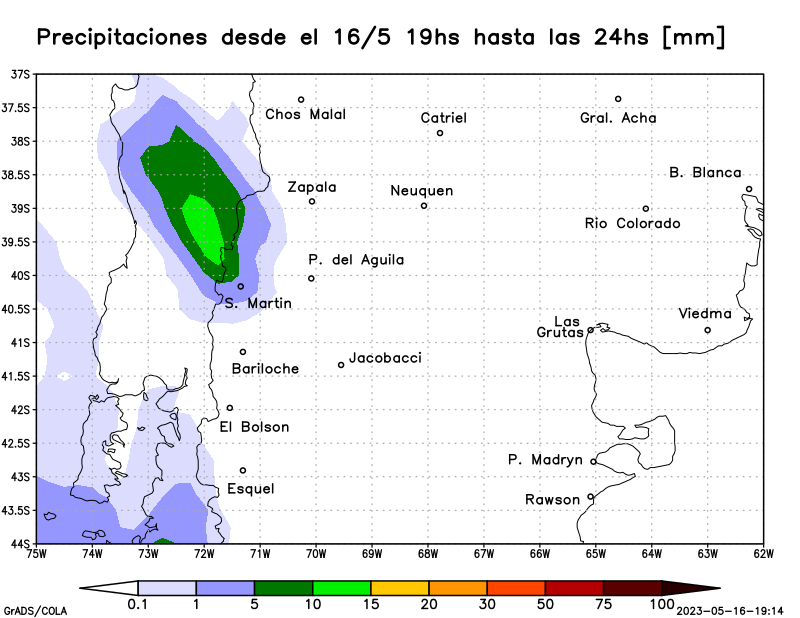 Precipitaciones desde el 16/5 19hs hasta las 24hs [mm]
37S
37.5S
38S
38.5S
39S
39.5S
40S
40.5S
41S
41.5S
42S
42.5S
43S
43.5S
44S
Chos Malal
Catriel
Gral. Acha
B. Blanca
Zapala
Neuquen
Rio Colorado
P. del Aguila
S. Martin
Viedma
Las
Grutas
Jacobacci
Bariloche
El Bolson
P. Madryn
Esquel
Rawson
75W 74W 73W 72W 71W 70W 69W 68W 67W 66W 65W 64W 63W 62W
0.1 1 5 10 15 20 30 50 75 100
GrADS/COLA
2023-05-16-19:14